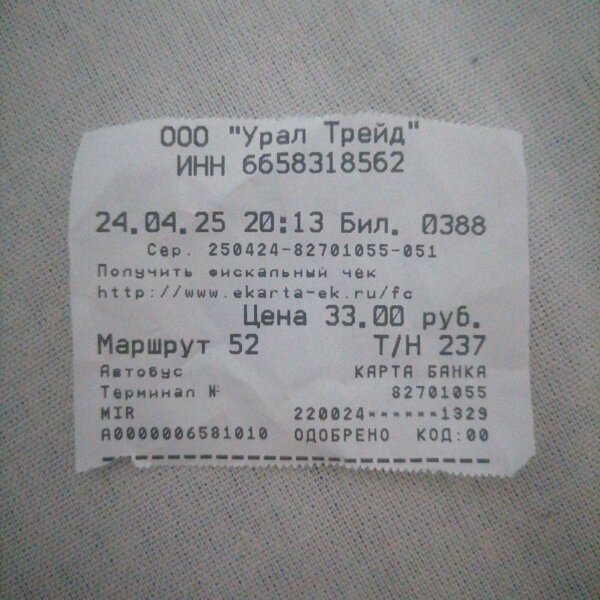 ООО "Урал Трейд"
ИНН 6658318562
24.04.25 20:13 Бил. 0388
Сер. 250424-82701055-051
Получить фискальный чек
http://www.ekarta-ek.ru/fc
Цена 33.00 руб.
Маршрут 52 Т/Н 237
Автобус КАРТА БАНКА
Терминал № 82701055
MIR 220024******1329
A0000006581010 ОДОБРЕНО КОД:00